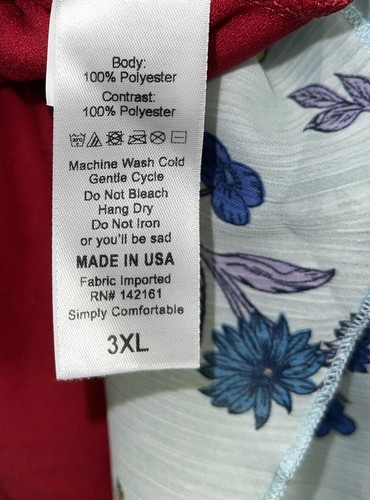 Body:
100% Polyester
Contrast:
100% Polyester
Machine Wash Cold
Gentle Cycle
Do Not Bleach
Hang Dry
Do Not Iron
or you'll be sad
MADE IN USA
Fabric Imported
RN# 142161
Simply Comfortable
3XL